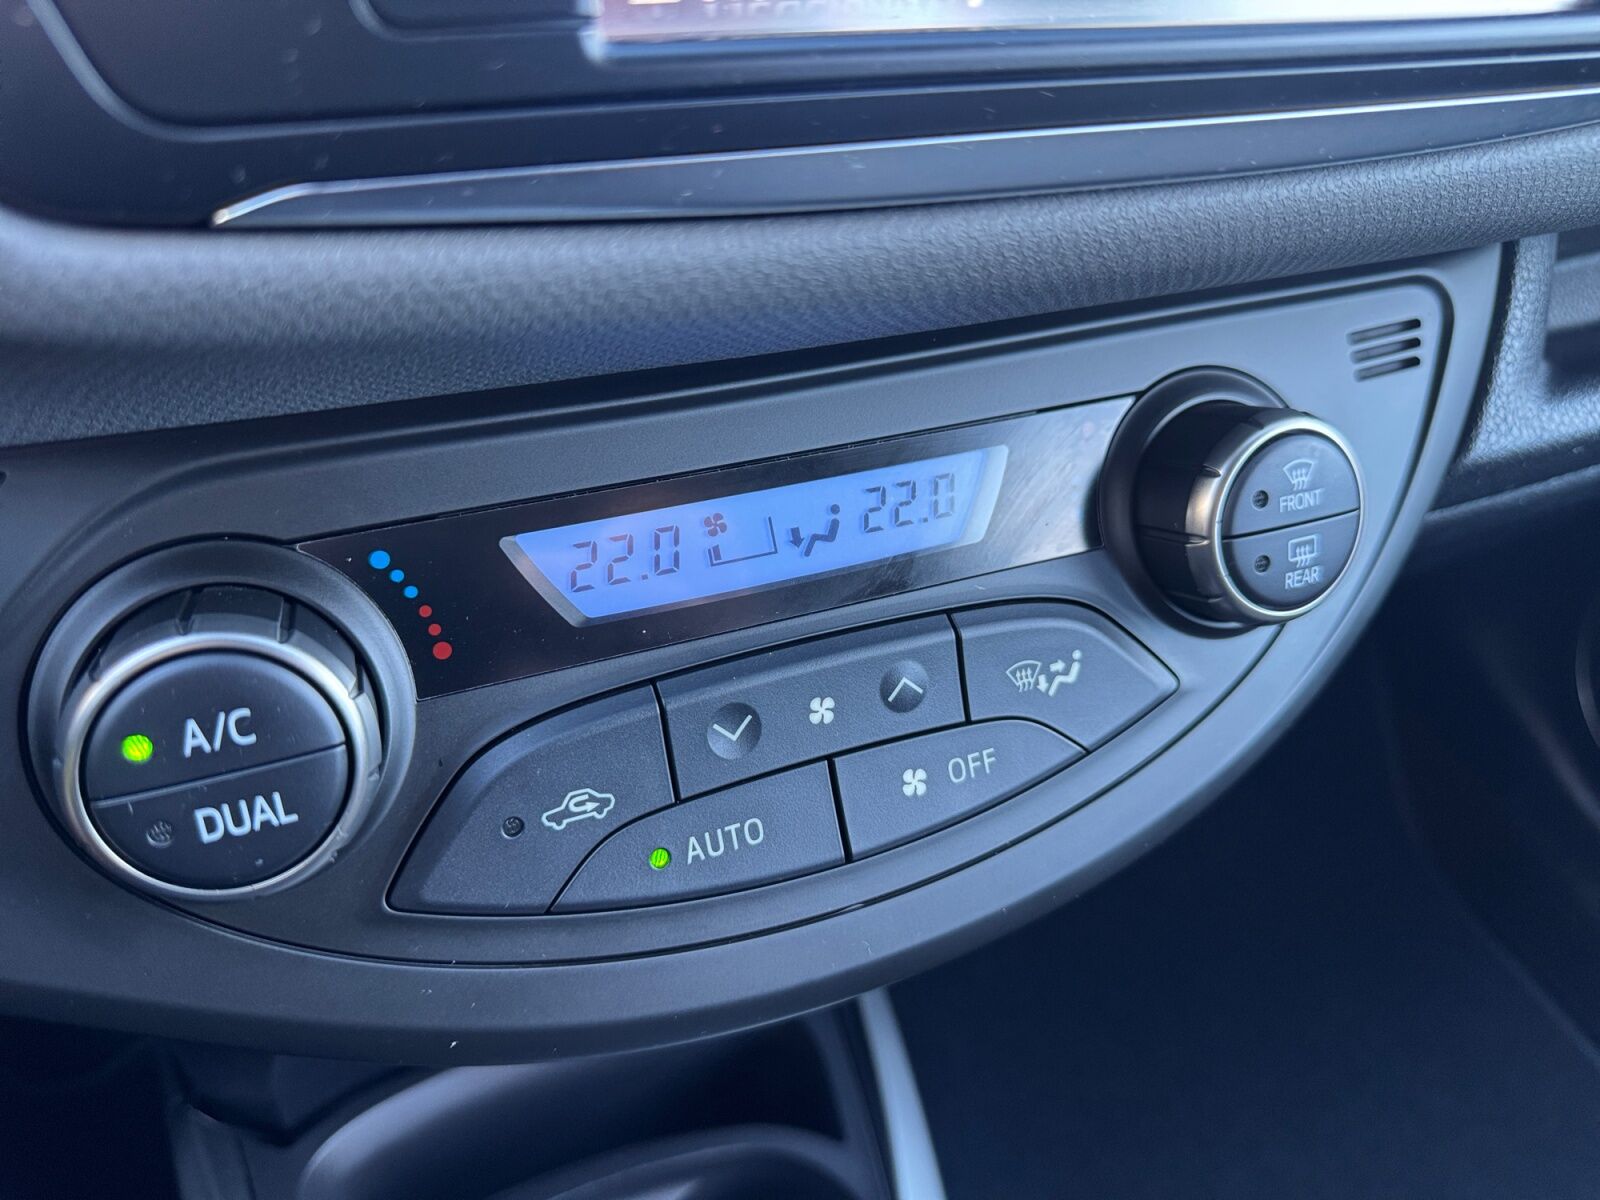 22.0 22.0
FRONT
REAR
A/C
DUAL
AUTO
OFF